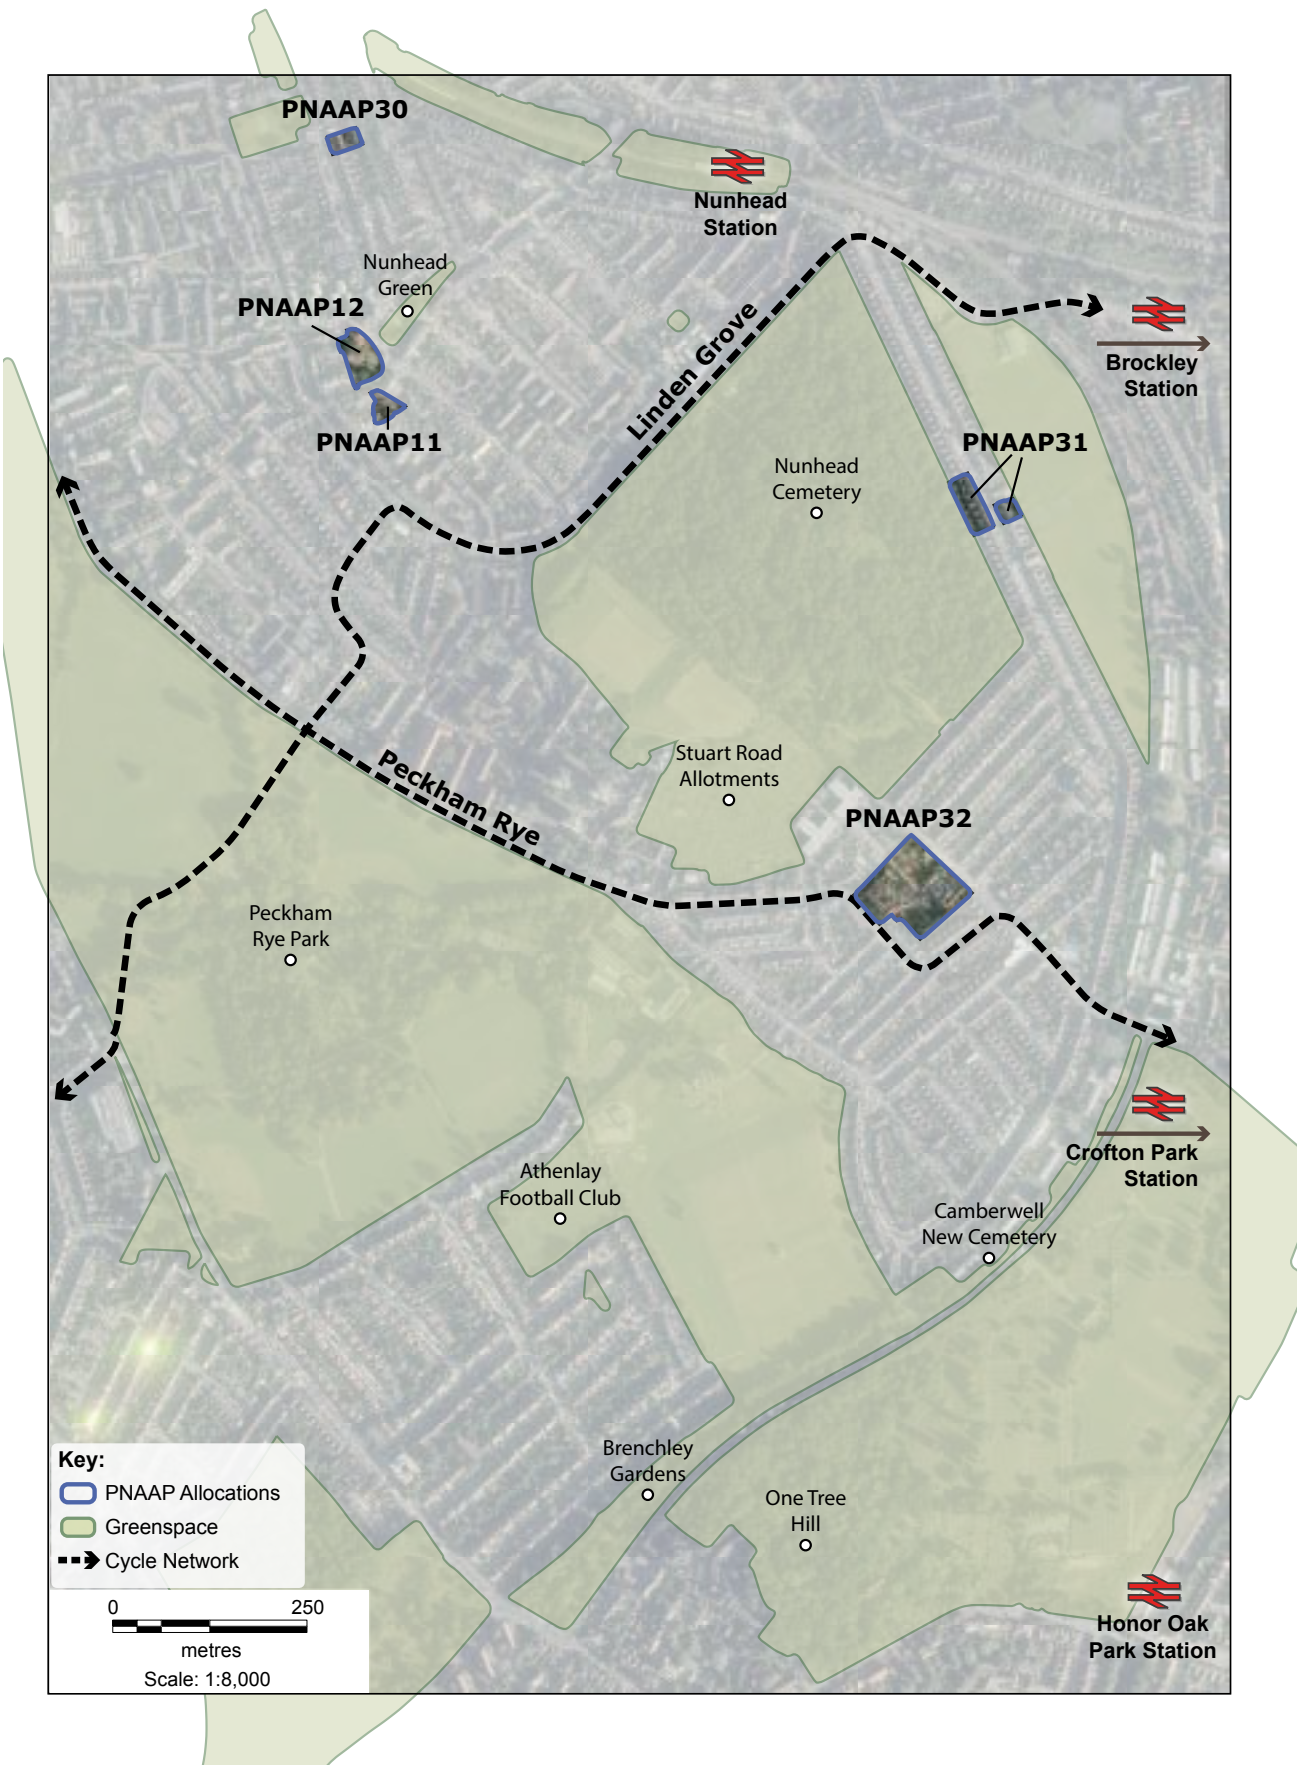 PNAAP30
Nunhead
Station
Nunhead
Green
PNAAP12
Linden Grove
Brockley
Station
PNAAP11
PNAAP31
Nunhead
Cemetery
Stuart Road
Allotments
Peckham Rye
PNAAP32
Peckham
Rye Park
Crofton Park
Station
Athenlay
Football Club
Camberwell
New Cemetery
Brenchley
Gardens
One Tree
Hill
Honor Oak
Park Station
Key:
PNAAP Allocations
Greenspace
Cycle Network
0 250
metres
Scale: 1:8,000